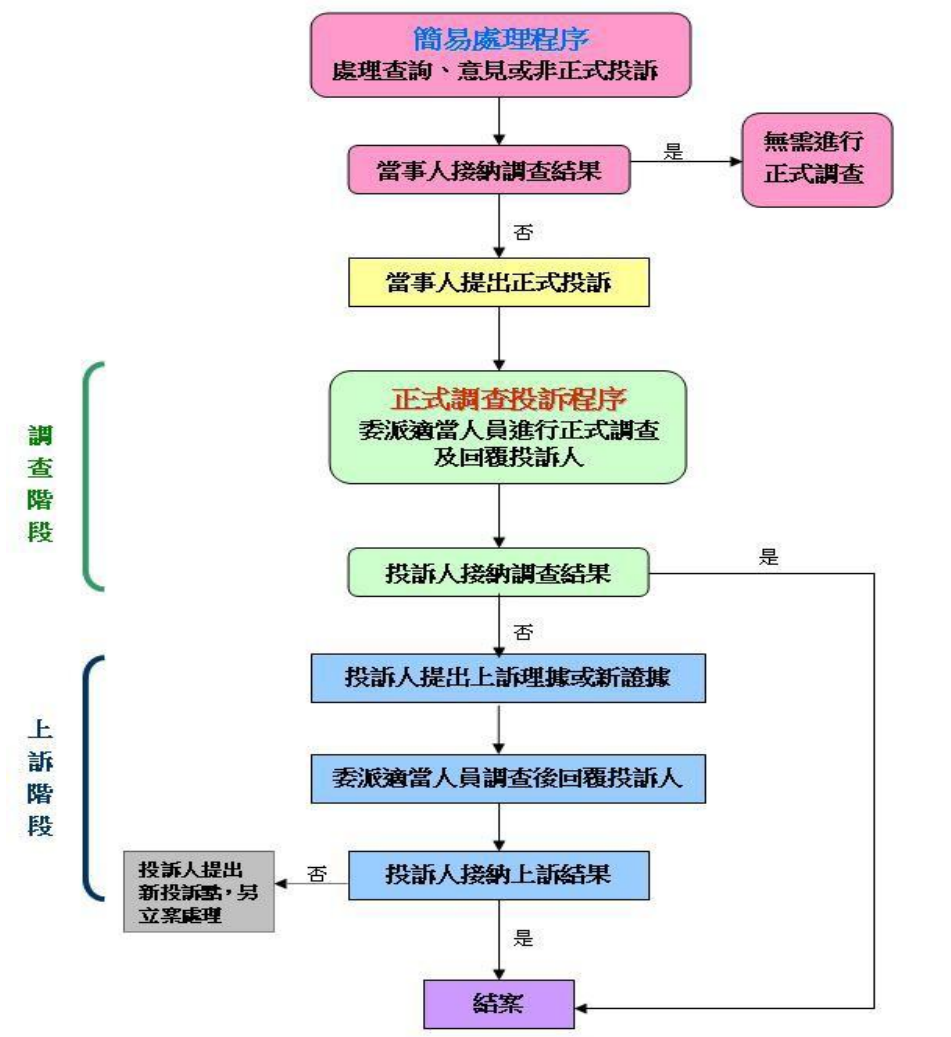 簡易處理程序
處理查詢、意見或非正式投訴
當事人接納調查結果
是
無需進行
正式調查
否
當事人提出正式投訴
調
查
階
段
正式調查投訴程序
委派適當人員進行正式調查
及回覆投訴人
投訴人接納調查結果
是
否
上
訴
階
段
投訴人提出上訴理據或新證據
委派適當人員調查後回覆投訴人
投訴人接納上訴結果
否
投訴人提出
新投訴點，另
立案處理
是
結案